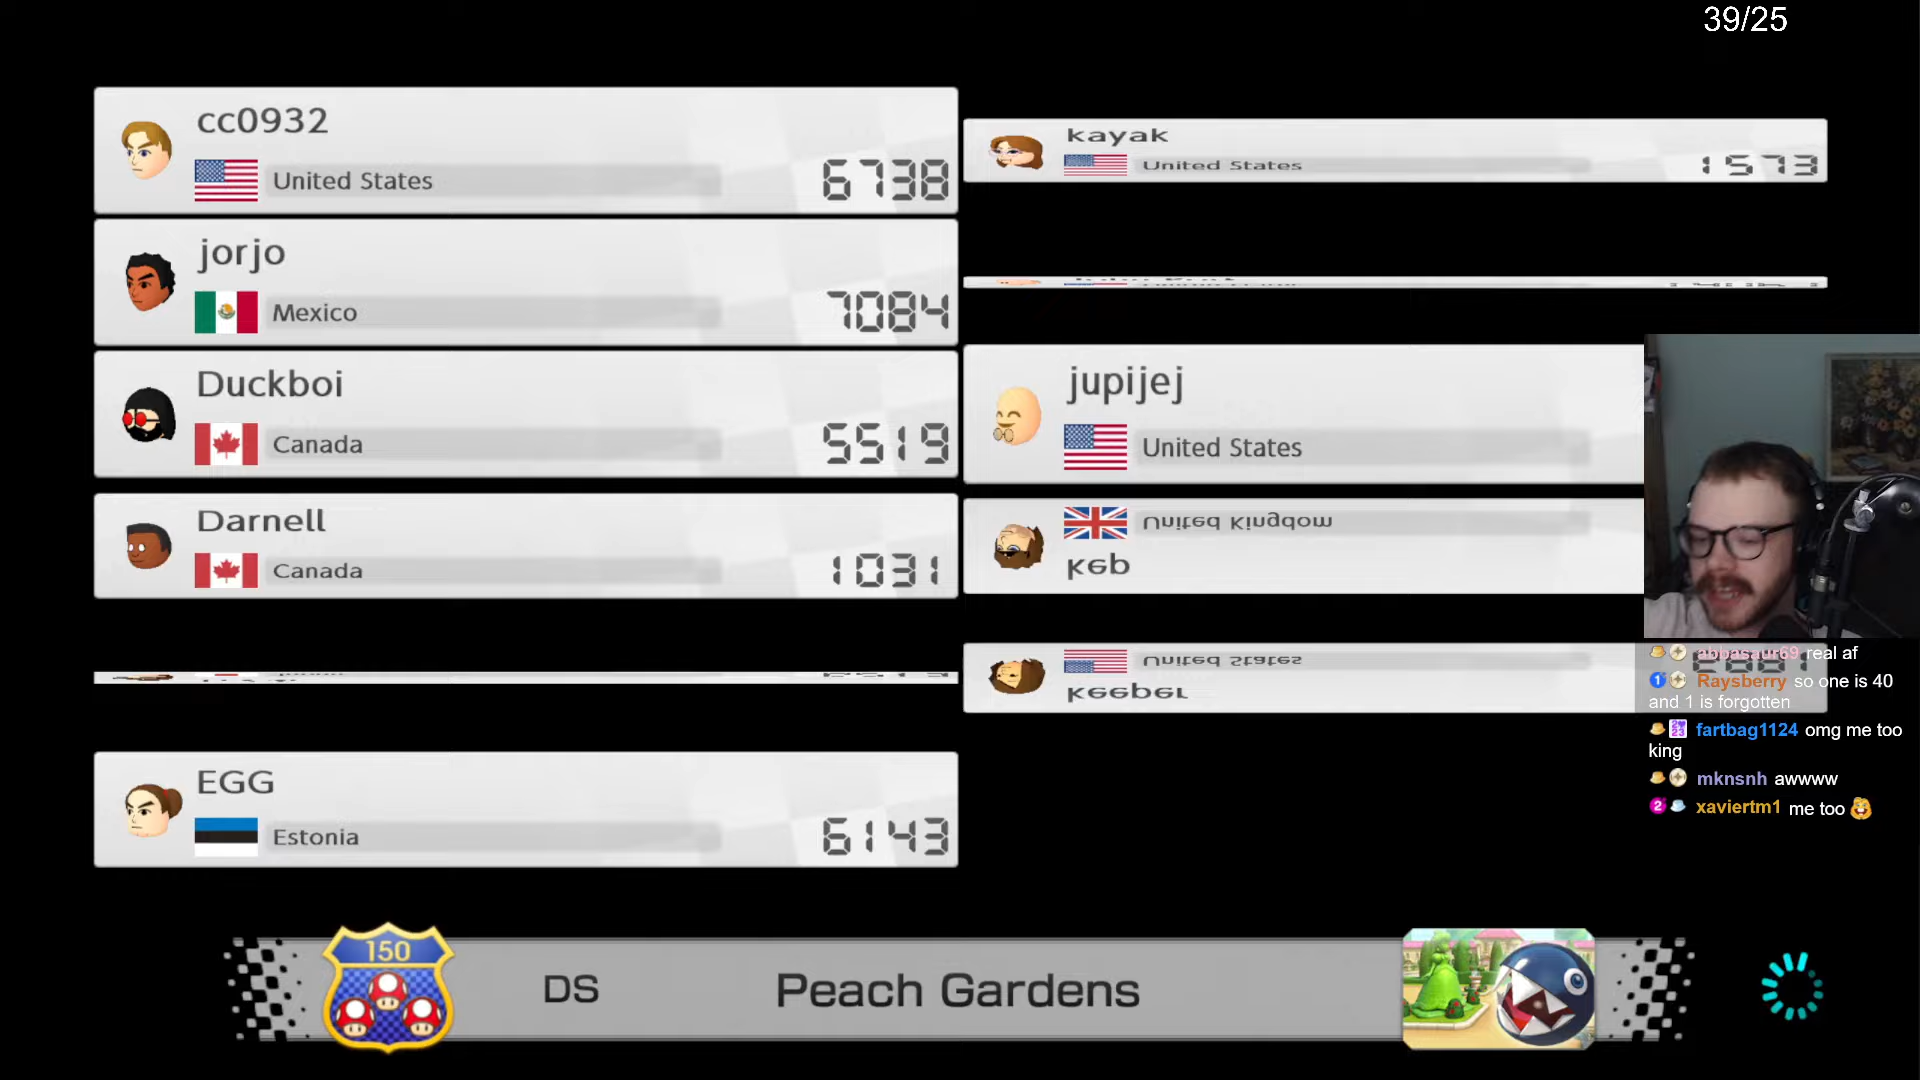 39/25
cc0932
United States
6738
jorjo
Mexico
7084
Duckboi
Canada
5519
Darnell
Canada
1031
EGG
Estonia
6143
kayak
United States
1573
jupijej
United States
United Kingdom
keb
United States
keeper
abbasaur69 real af
Raysberry so one is 40
and 1 is forgotten
fartbag1124 omg me too
king
mknsnh awwww
xaviertm1 me too
150
DS
Peach Gardens